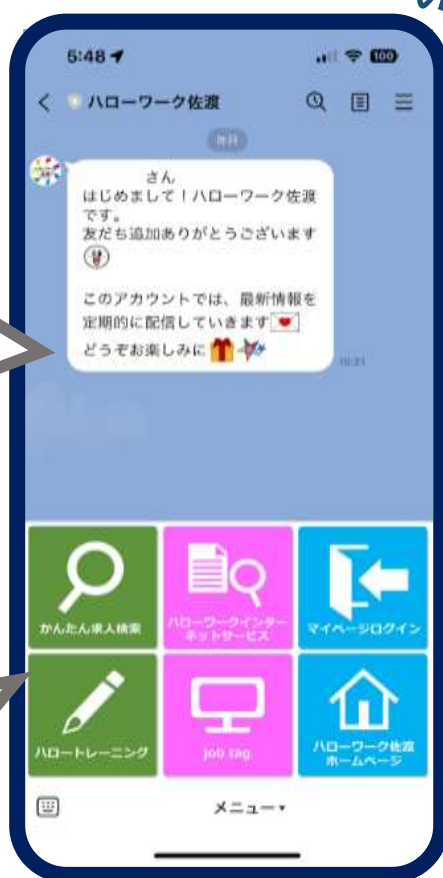 5:48
100
ハローワーク佐渡
さん
はじめまして！ハローワーク佐渡
です。
友だち追加ありがとうございます
このアカウントでは、最新情報を
定期的に配信していきます
どうぞお楽しみに
かんたん求人検索
ハローワークインター
ネットサービス
マイページログイン
ハロートレーニング
job tag
ハローワーク佐渡
ホームページ
メニュー▾